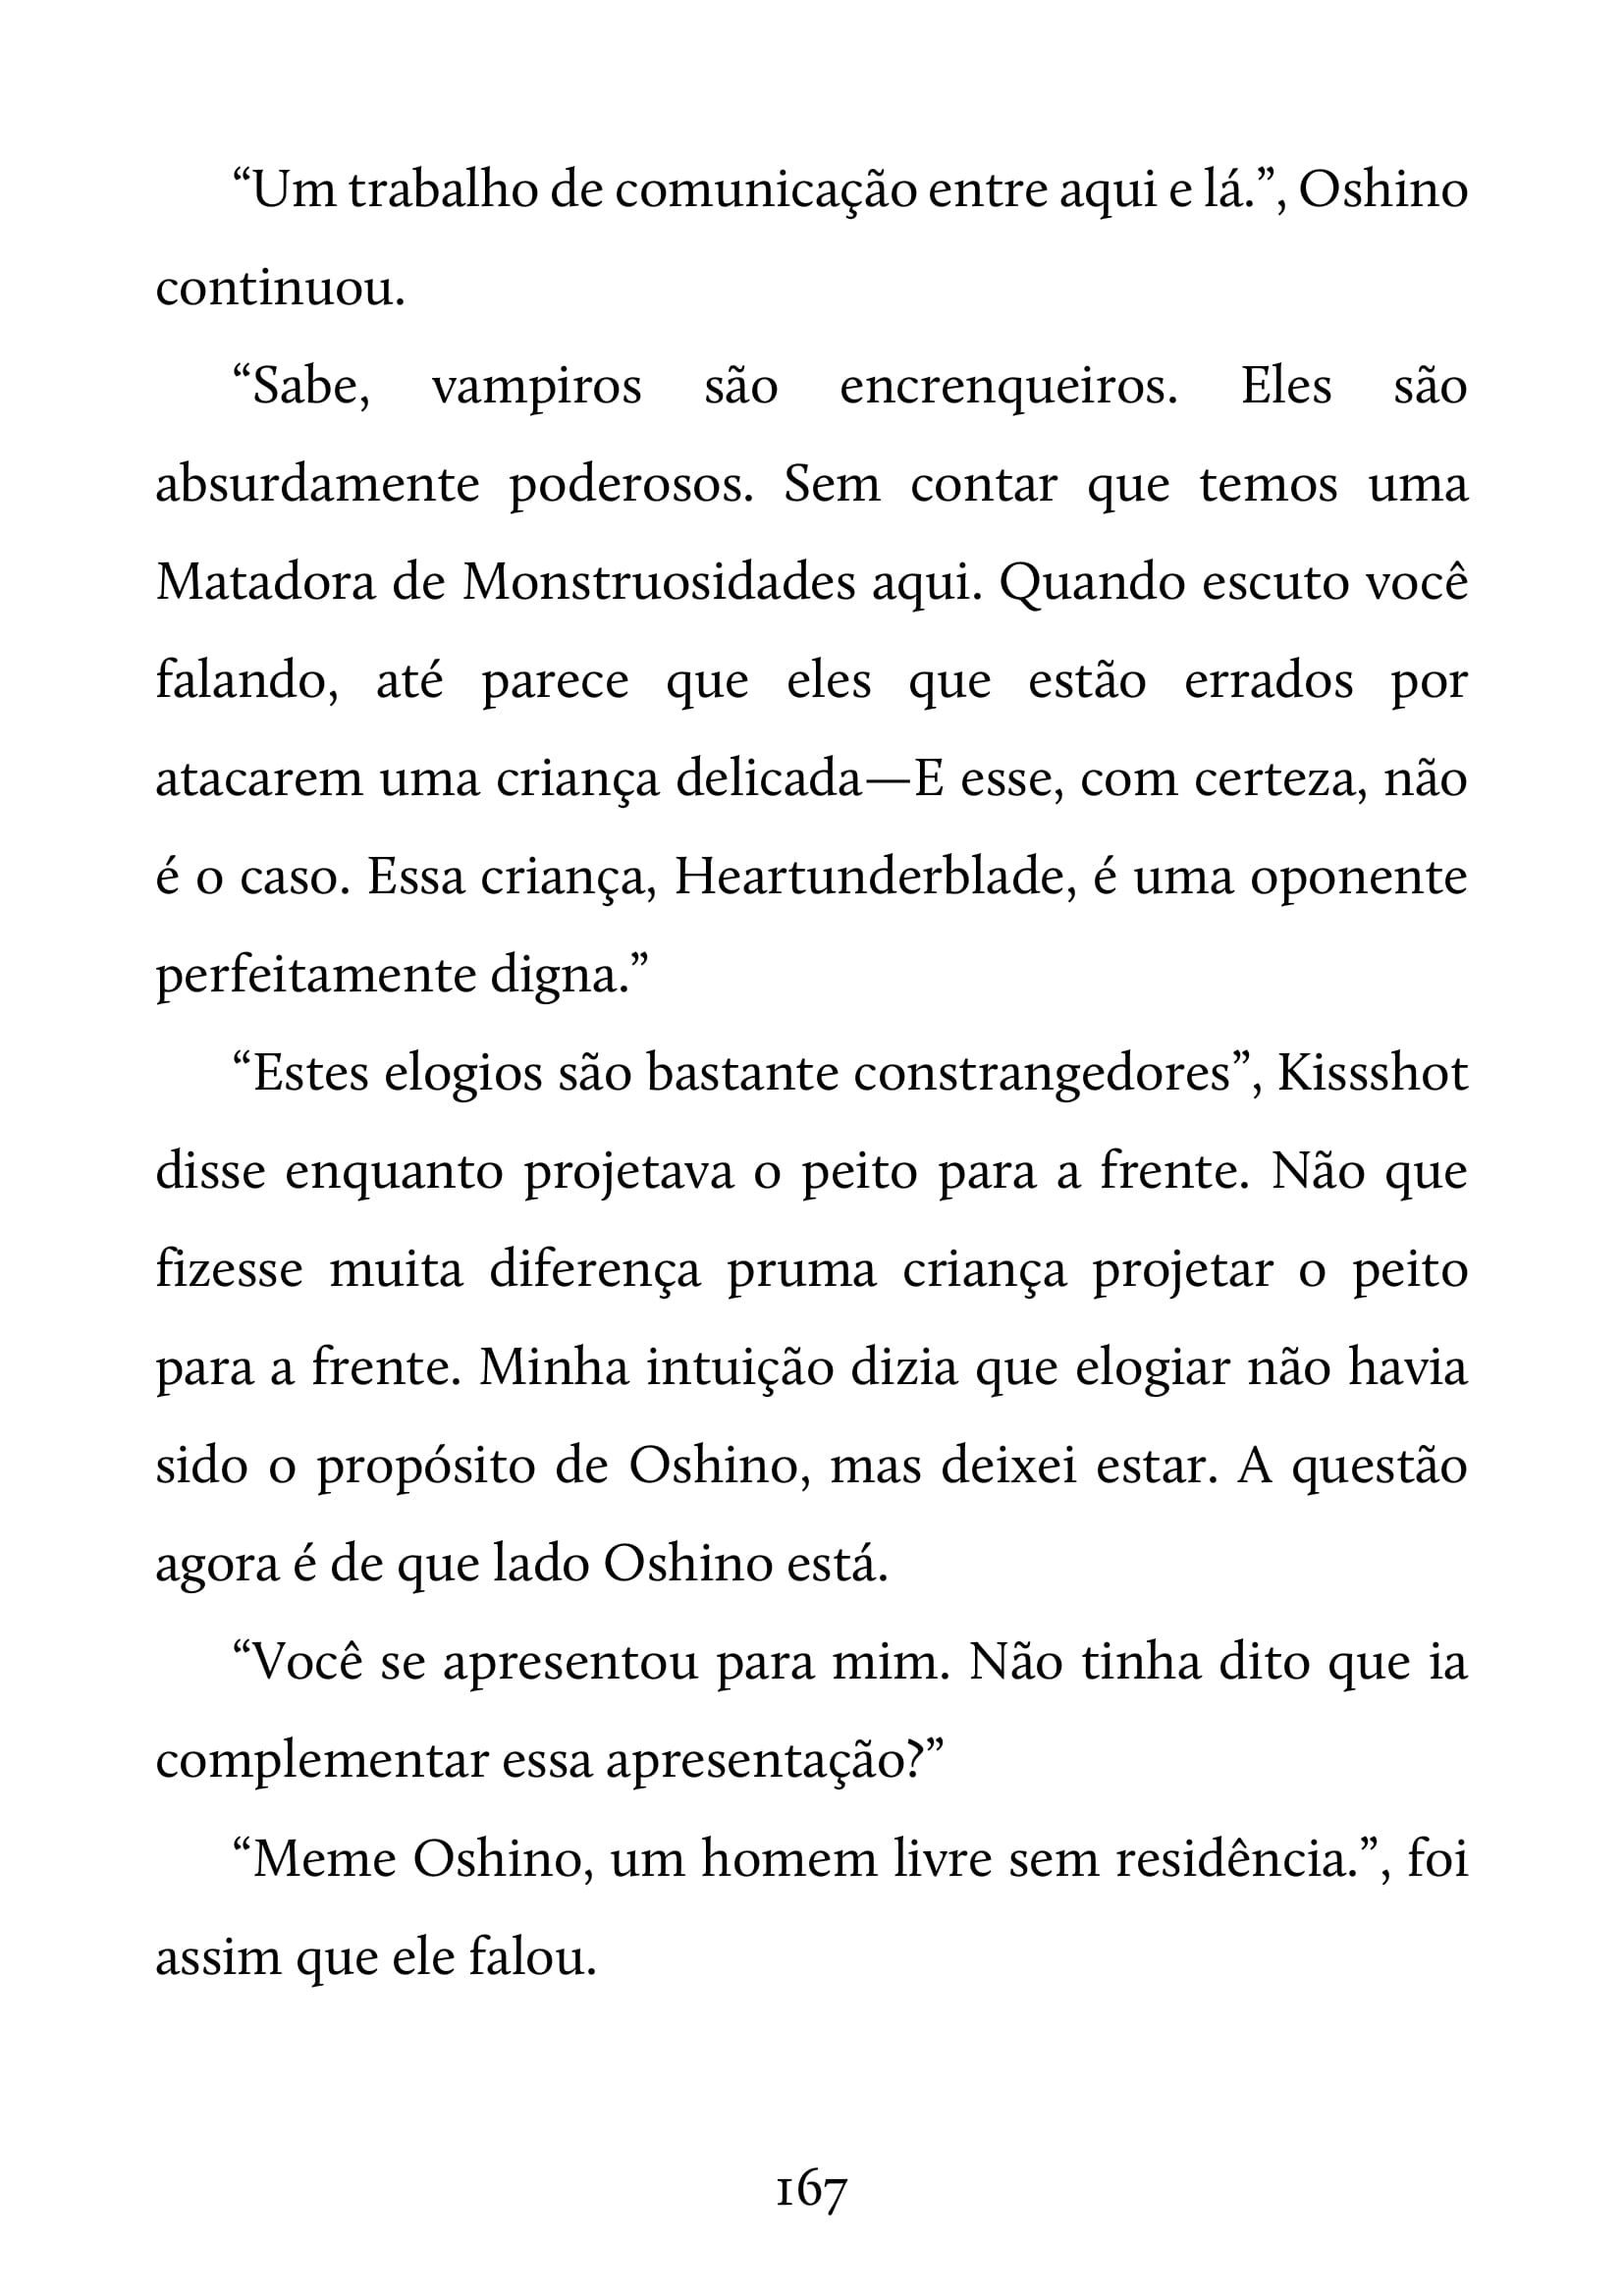 “Um trabalho de comunicação entre aqui e lá.”, Oshino
continuou.
“Sabe, vampiros são encrenqueiros. Eles são
absurdamente poderosos. Sem contar que temos uma
Matadora de Monstruosidades aqui. Quando escuto você
falando, até parece que eles que estão errados por
atacarem uma criança delicada—E esse, com certeza, não
é o caso. Essa criança, Heartunderblade, é uma oponente
perfeitamente digna.”
“Estes elogios são bastante constrangedores”, Kissshot
disse enquanto projetava o peito para a frente. Não que
fizesse muita diferença pruma criança projetar o peito
para a frente. Minha intuição dizia que elogiar não havia
sido o propósito de Oshino, mas deixei estar. A questão
agora é de que lado Oshino está.
“Você se apresentou para mim. Não tinha dito que ia
complementar essa apresentação?”
“Meme Oshino, um homem livre sem residência.”, foi
assim que ele falou.
167